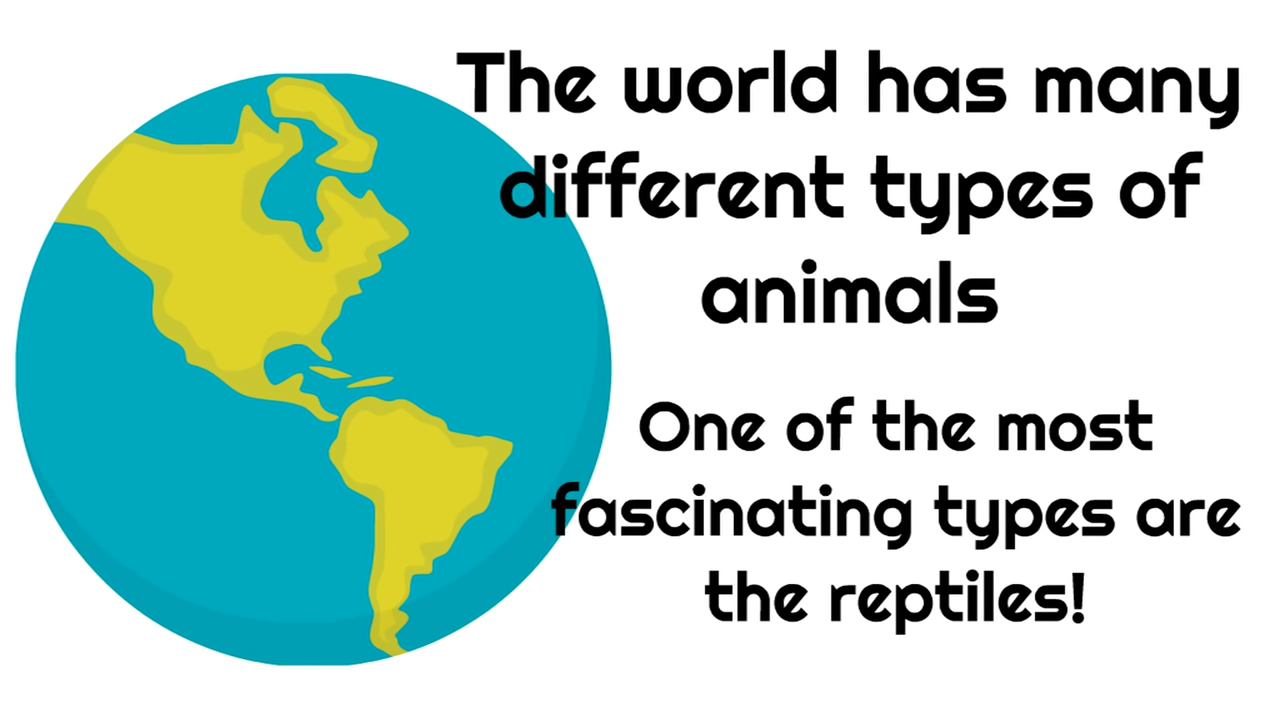 The world has many
different types of
animals
One of the most
fascinating types are
the reptiles!